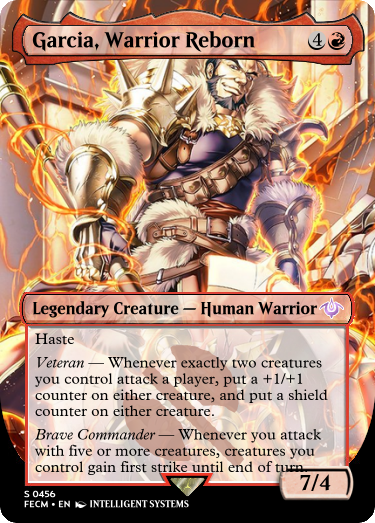 Garcia, Warrior Reborn 4
Legendary Creature — Human Warrior
Haste
Veteran — Whenever exactly two creatures
you control attack a player, put a +1/+1
counter on either creature, and put a shield
counter on either creature.
Brave Commander — Whenever you attack
with five or more creatures, creatures you
control gain first strike until end of turn.
7/4
S 0456
FECM • EN INTELLIGENT SYSTEMS